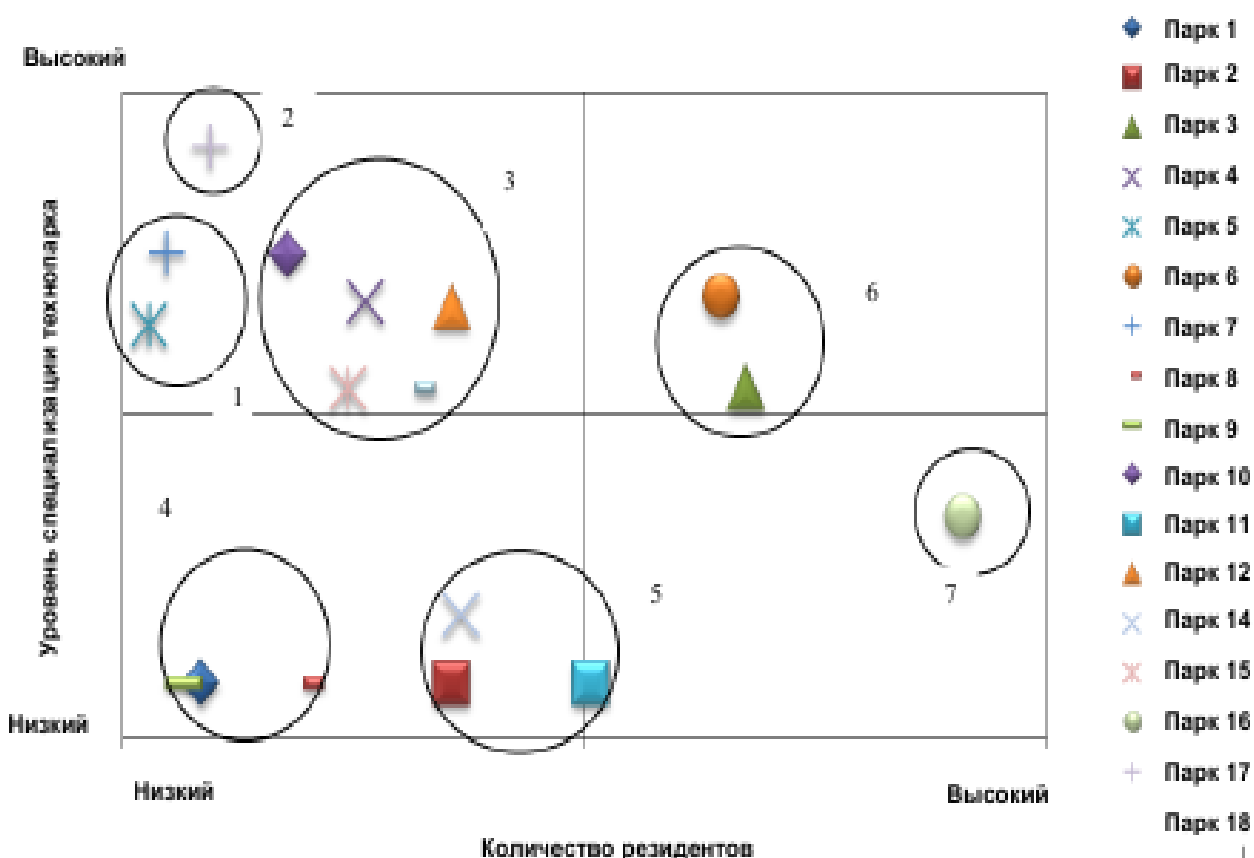 Высокий
2
3
6
1
4
5
7
Уровень специализации технопарка
Низкий
Низкий
Высокий
Количество резидентов
Парк 1
Парк 2
Парк 3
Парк 4
Парк 5
Парк 6
Парк 7
Парк 8
Парк 9
Парк 10
Парк 11
Парк 12
Парк 14
Парк 15
Парк 16
Парк 17
Парк 18